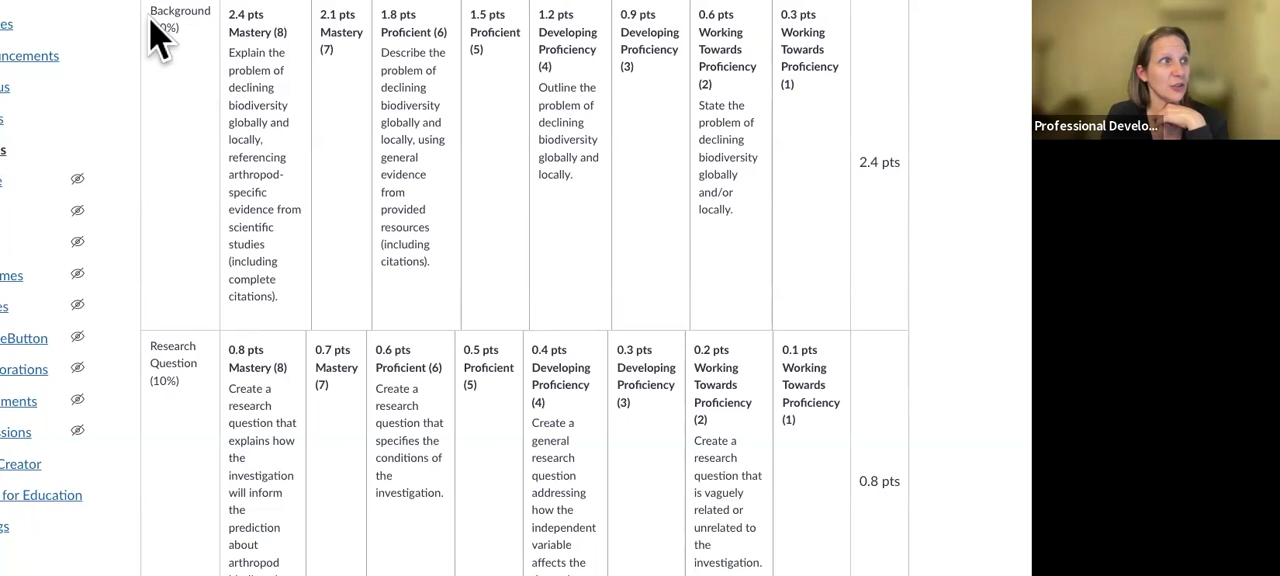 es
uncements
us
s
s
e
mes
es
eButton
orations
ments
ssions
Creator
for Education
gs
Background
0%)
2.4 pts
Mastery (8)
Explain the
problem of
declining
biodiversity
globally and
locally,
referencing
arthropod-
specific
evidence from
scientific
studies
(including
complete
citations).
2.1 pts
Mastery
(7)
1.8 pts
Proficient (6)
Describe the
problem of
declining
biodiversity
globally and
locally, using
general
evidence
from
provided
resources
(including
citations).
1.5 pts
Proficient
(5)
1.2 pts
Developing
Proficiency
(4)
Outline the
problem of
declining
biodiversity
globally and
locally.
0.9 pts
Developing
Proficiency
(3)
0.6 pts
Working
Towards
Proficiency
(2)
State the
problem of
declining
biodiversity
globally
and/or
locally.
0.3 pts
Working
Towards
Proficiency
(1)
2.4 pts
Research
Question
(10%)
0.8 pts
Mastery (8)
Create a
research
question that
explains how
the
investigation
will inform
the
prediction
about
arthropod
0.7 pts
Mastery
(7)
0.6 pts
Proficient (6)
Create a
research
question that
specifies the
conditions of
the
investigation.
0.5 pts
Proficient
(5)
0.4 pts
Developing
Proficiency
(4)
Create a
general
research
question
addressing
how the
independent
variable
affects the
0.3 pts
Developing
Proficiency
(3)
0.2 pts
Working
Towards
Proficiency
(2)
Create a
research
question that
is vaguely
related or
unrelated to
the
investigation.
0.1 pts
Working
Towards
Proficiency
(1)
0.8 pts
Professional Develo...